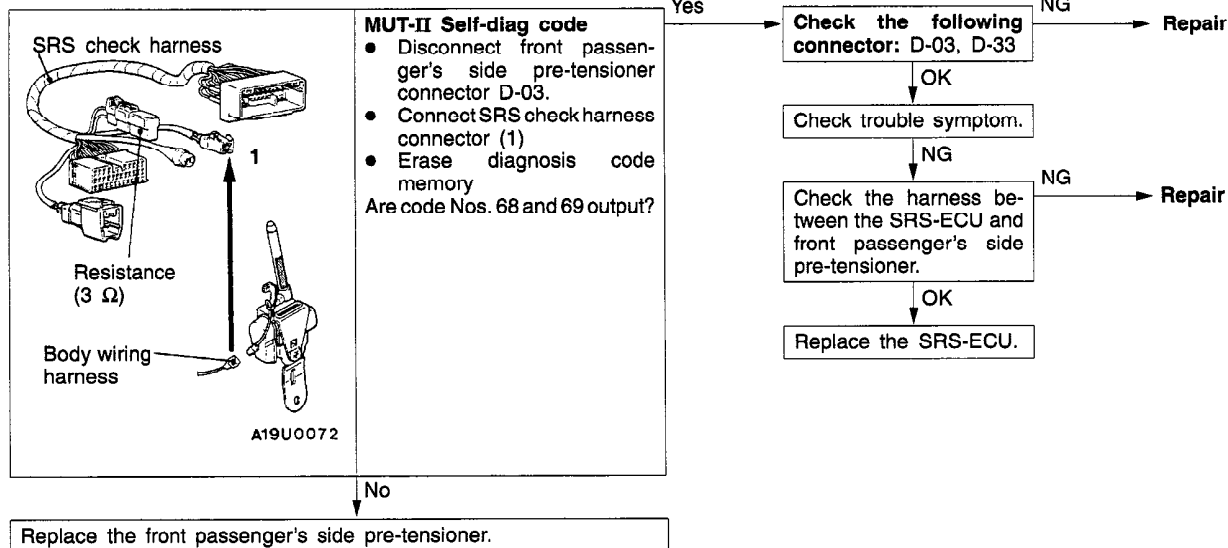 SRS check harness
1
Resistance
(3 Ω)
Body wiring
harness
A19U0072
MUT-II Self-diag code
● Disconnect front passen-
ger's side pre-tensioner
connector D-03.
● Connect SRS check harness
connector (1)
● Erase diagnosis code
memory
Are code Nos. 68 and 69 output?
Yes
Check the following
connector: D-03, D-33
NG
Repair
OK
Check trouble symptom.
NG
Check the harness be-
tween the SRS-ECU and
front passenger's side
pre-tensioner.
NG
Repair
OK
Replace the SRS-ECU.
No
Replace the front passenger's side pre-tensioner.